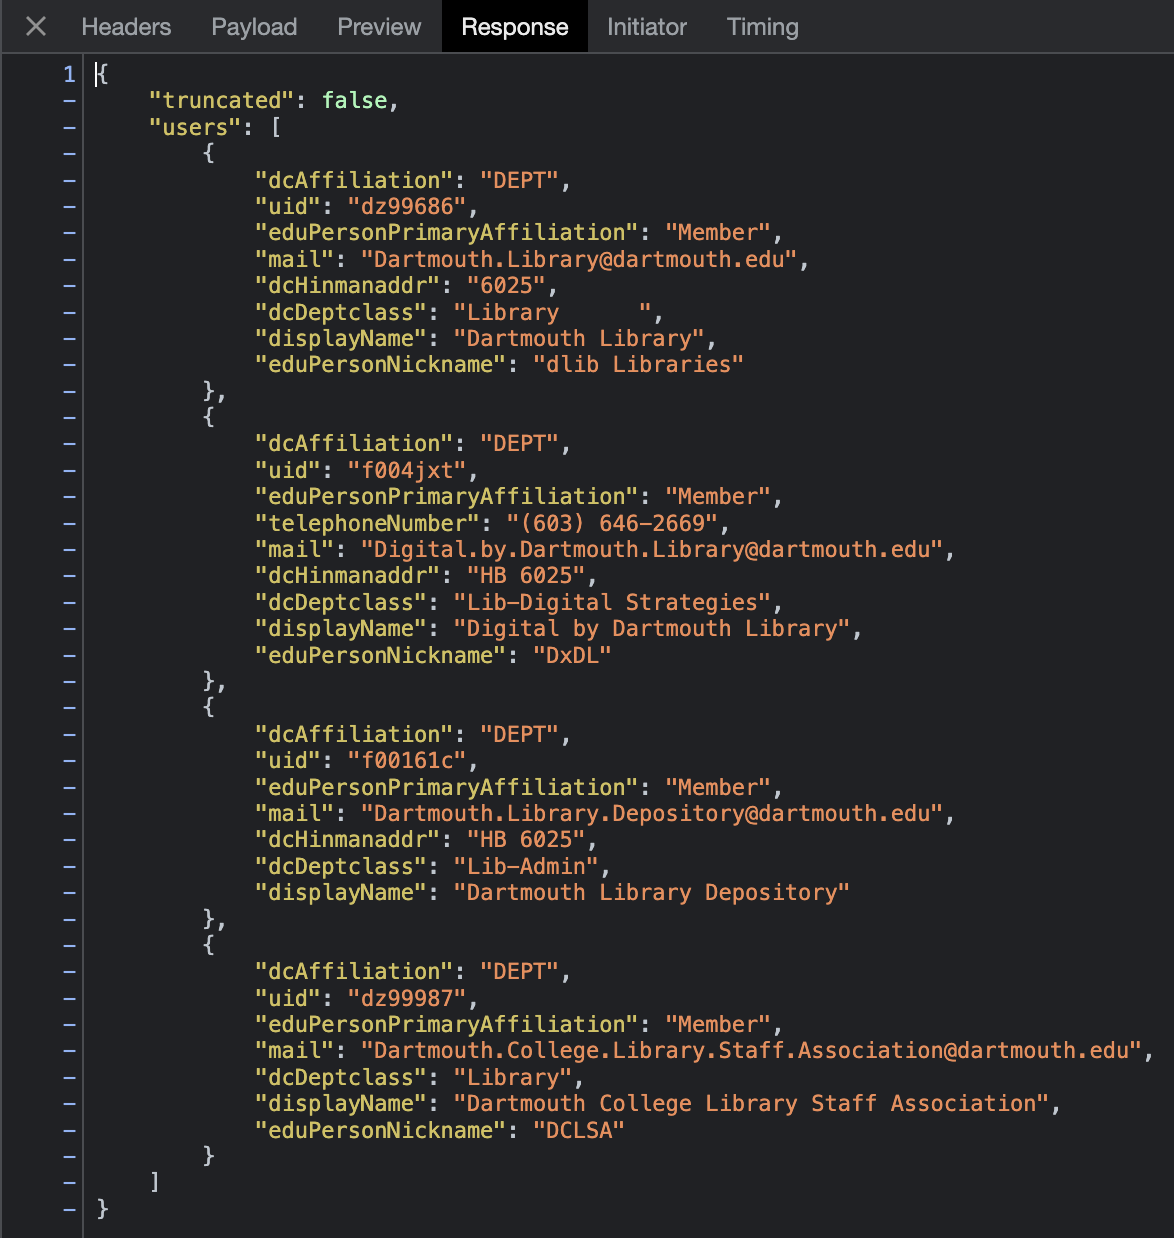 Headers Payload Preview Response Initiator Timing
1 {
- "truncated": false,
- "users": [
- {
- "dcAffiliation": "DEPT",
- "uid": "dz99686",
- "eduPersonPrimaryAffiliation": "Member",
- "mail": "Dartmouth.Library@dartmouth.edu",
- "dcHinmanaddr": "6025",
- "dcDeptclass": "Library      ",
- "displayName": "Dartmouth Library",
- "eduPersonNickname": "dlib Libraries"
- },
- {
- "dcAffiliation": "DEPT",
- "uid": "f004jxt",
- "eduPersonPrimaryAffiliation": "Member",
- "telephoneNumber": "(603) 646-2669",
- "mail": "Digital.by.Dartmouth.Library@dartmouth.edu",
- "dcHinmanaddr": "HB 6025",
- "dcDeptclass": "Lib-Digital Strategies",
- "displayName": "Digital by Dartmouth Library",
- "eduPersonNickname": "DxDL"
- },
- {
- "dcAffiliation": "DEPT",
- "uid": "f00161c",
- "eduPersonPrimaryAffiliation": "Member",
- "mail": "Dartmouth.Library.Depository@dartmouth.edu",
- "dcHinmanaddr": "HB 6025",
- "dcDeptclass": "Lib-Admin",
- "displayName": "Dartmouth Library Depository"
- },
- {
- "dcAffiliation": "DEPT",
- "uid": "dz99987",
- "eduPersonPrimaryAffiliation": "Member",
- "mail": "Dartmouth.College.Library.Staff.Association@dartmouth.edu",
- "dcDeptclass": "Library",
- "displayName": "Dartmouth College Library Staff Association",
- "eduPersonNickname": "DCLSA"
- }
- ]
- }